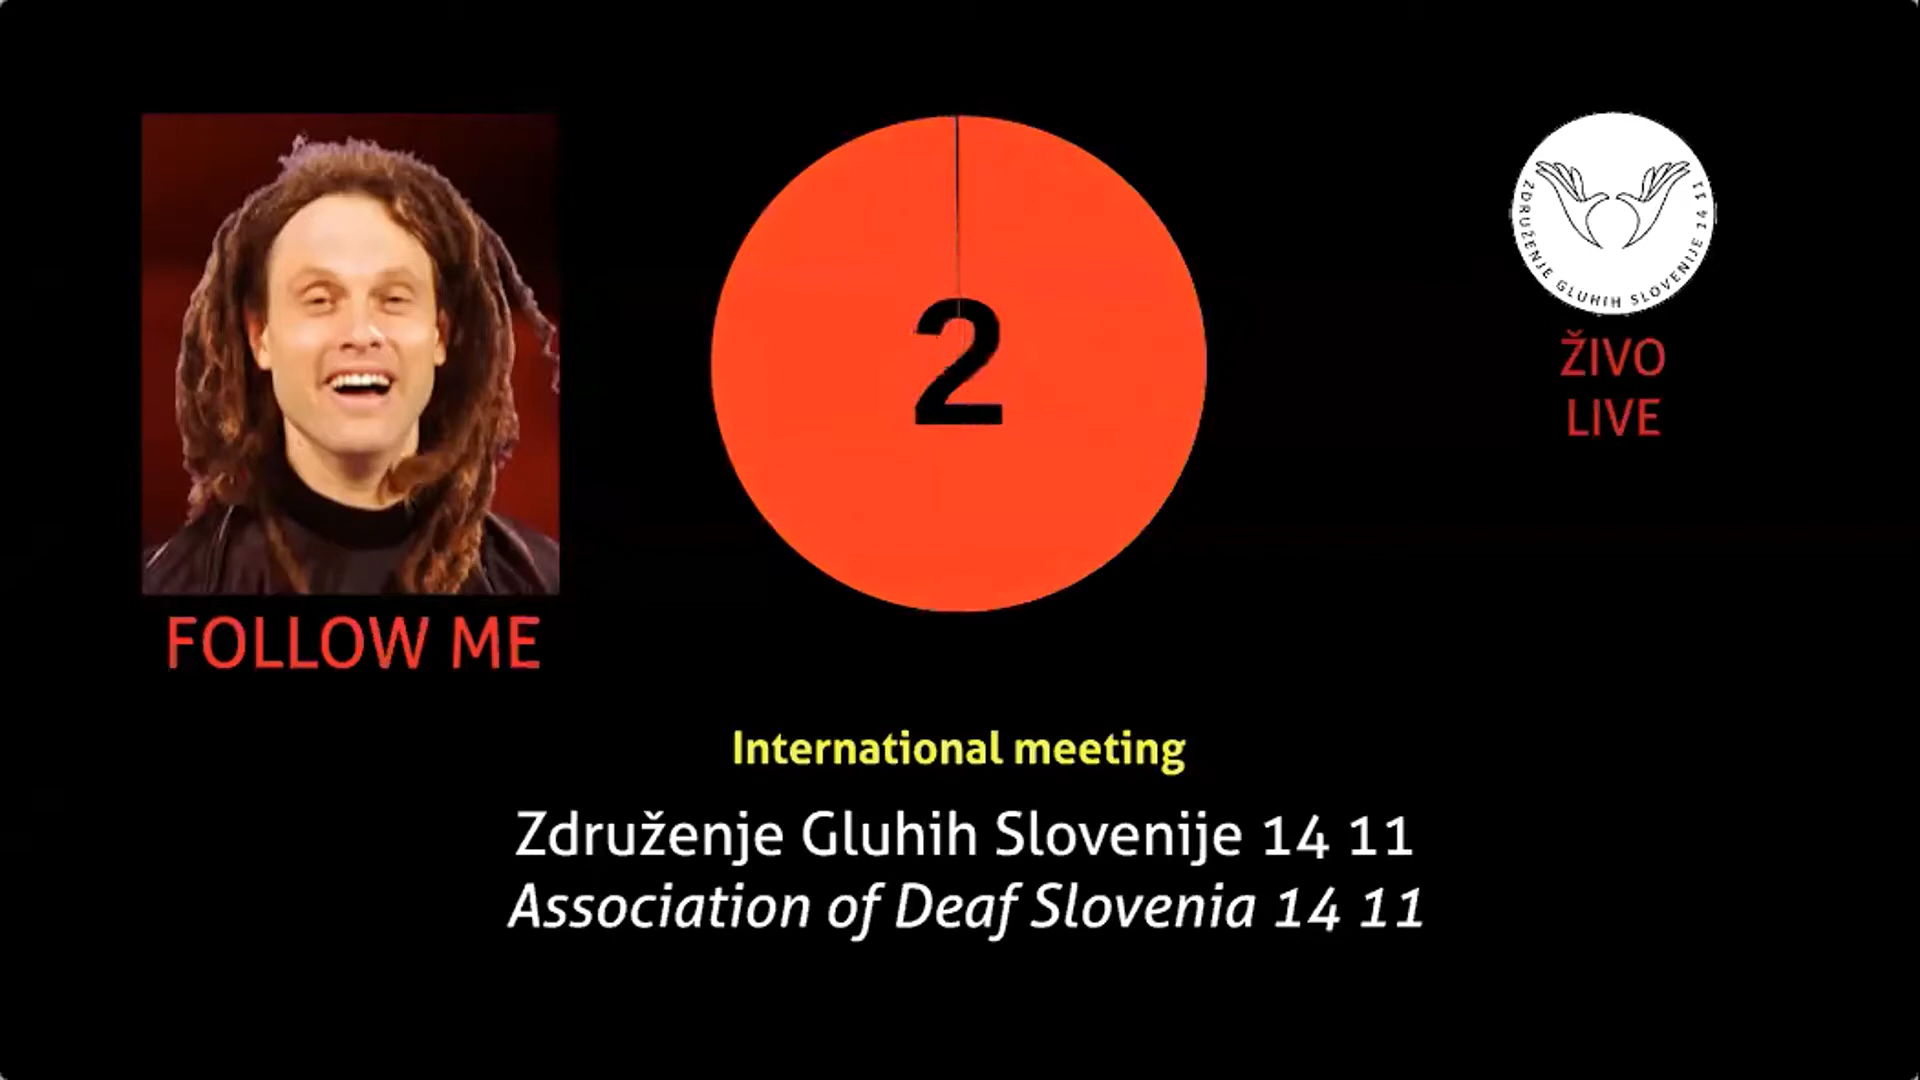 2
ZDRUŽENJE GLUHIH SLOVENIJE 14 11
ŽIVO
LIVE
FOLLOW ME
International meeting
Združenje Gluhih Slovenije 14 11
Association of Deaf Slovenia 14 11